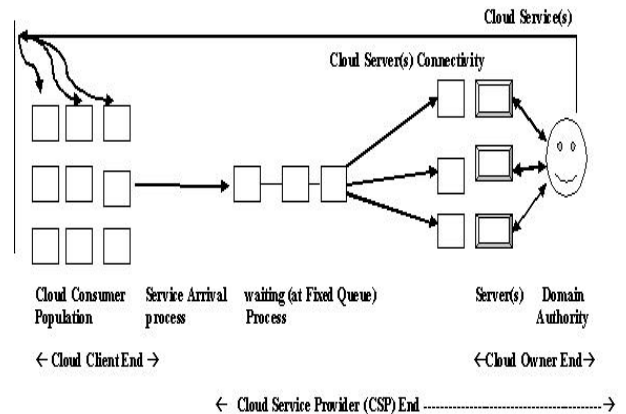 Cloud Service(s)
Cloud Server(s) Connectivity
Cloud Consumer Population
Service Arrival process
waiting (at Fixed Queue) Process
Server(s)
Domain Authority
← Cloud Client End →
←Cloud Owner End→
← Cloud Service Provider (CSP) End ----------------------------------→